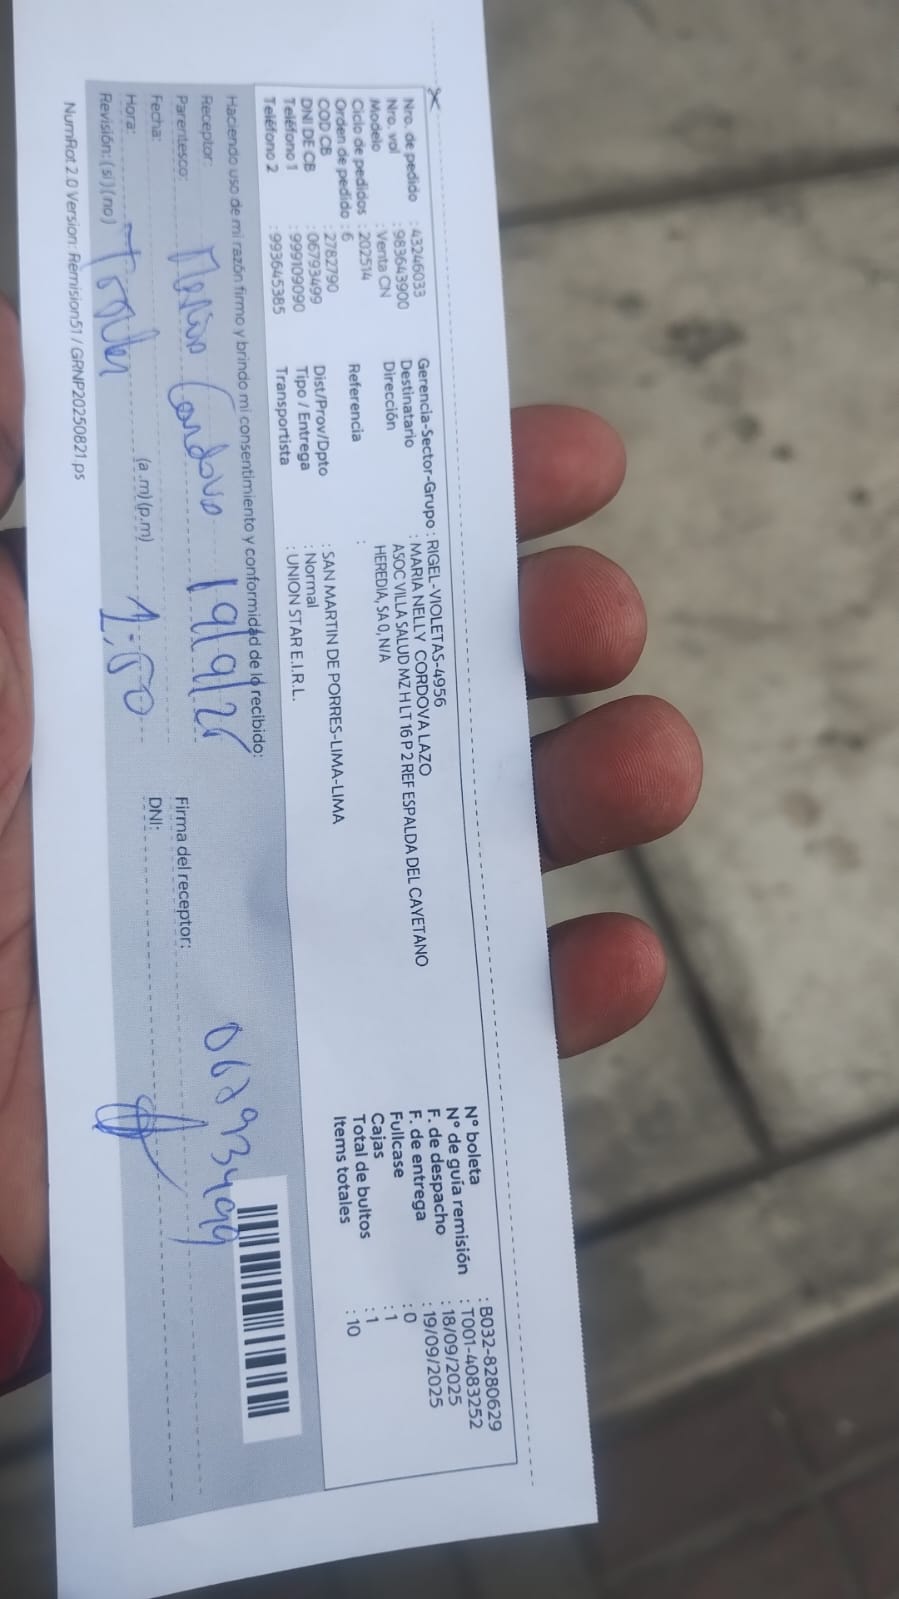 Nro. de pedido : 43246033
Nro. vol : 983643900
Modelo : Venta CN
Ciclo de pedidos : 202514
Orden de pedido : 6
COD CB : 2782790
DNI DE CB : 06793499
Teléfono 1 : 999109090
Teléfono 2 : 993645385
Gerencia-Sector-Grupo : RIGEL-VIOLETAS-4956
Destinatario : MARIA NELLY CORDOVA LAZO
Dirección : ASOC VILLA SALUD MZ H LT 16 P 2 REF ESPALDA DEL CAYETANO
HEREDIA, SA 0, N/A
Referencia :
Dist/Prov/Dpto : SAN MARTIN DE PORRES-LIMA-LIMA
Tipo / Entrega : Normal
Transportista : UNION STAR E.I.R.L.
N° boleta : B032-8280629
N° de guía remisión : T001-4083252
F. de despacho : 18/09/2025
F. de entrega : 19/09/2025
Fullcase : 0
Cajas : 1
Total de bultos : 1
Items totales : 10
Haciendo uso de mi razón firmo y brindo mi consentimiento y conformidad de lo recibido:
Receptor:
Parentesco: Cordova 19/9/25
Fecha:
Hora: (a.m)(p.m) 1:50
Revisión: (si)(no)
Firma del receptor: 06793499
DNI:
NumRot 2.0 Version: Remision51 / GRNP20250821.ps